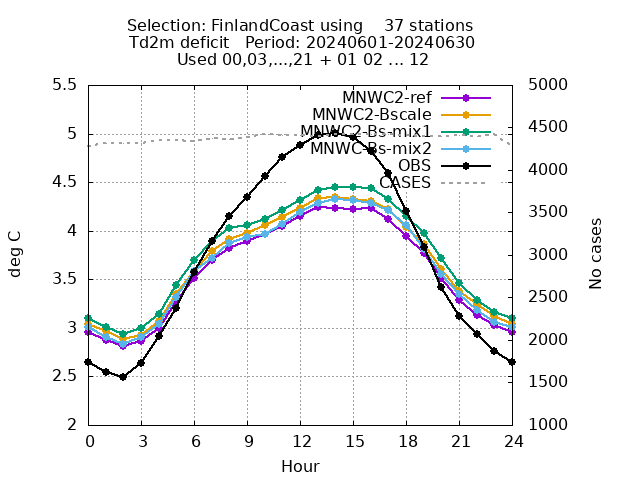 Selection: FinlandCoast using    37 stations
Td2m deficit   Period: 20240601-20240630
Used 00,03,...,21 + 01 02 ... 12
5.5
5
4.5
4
3.5
3
2.5
2
5000
4500
4000
3500
3000
2500
2000
1500
1000
deg C
No cases
MNWC2-ref
MNWC2-Bscale
MNWC2-Bs-mix1
MNWC-Bs-mix2
OBS
CASES
0 3 6 9 12 15 18 21 24
Hour